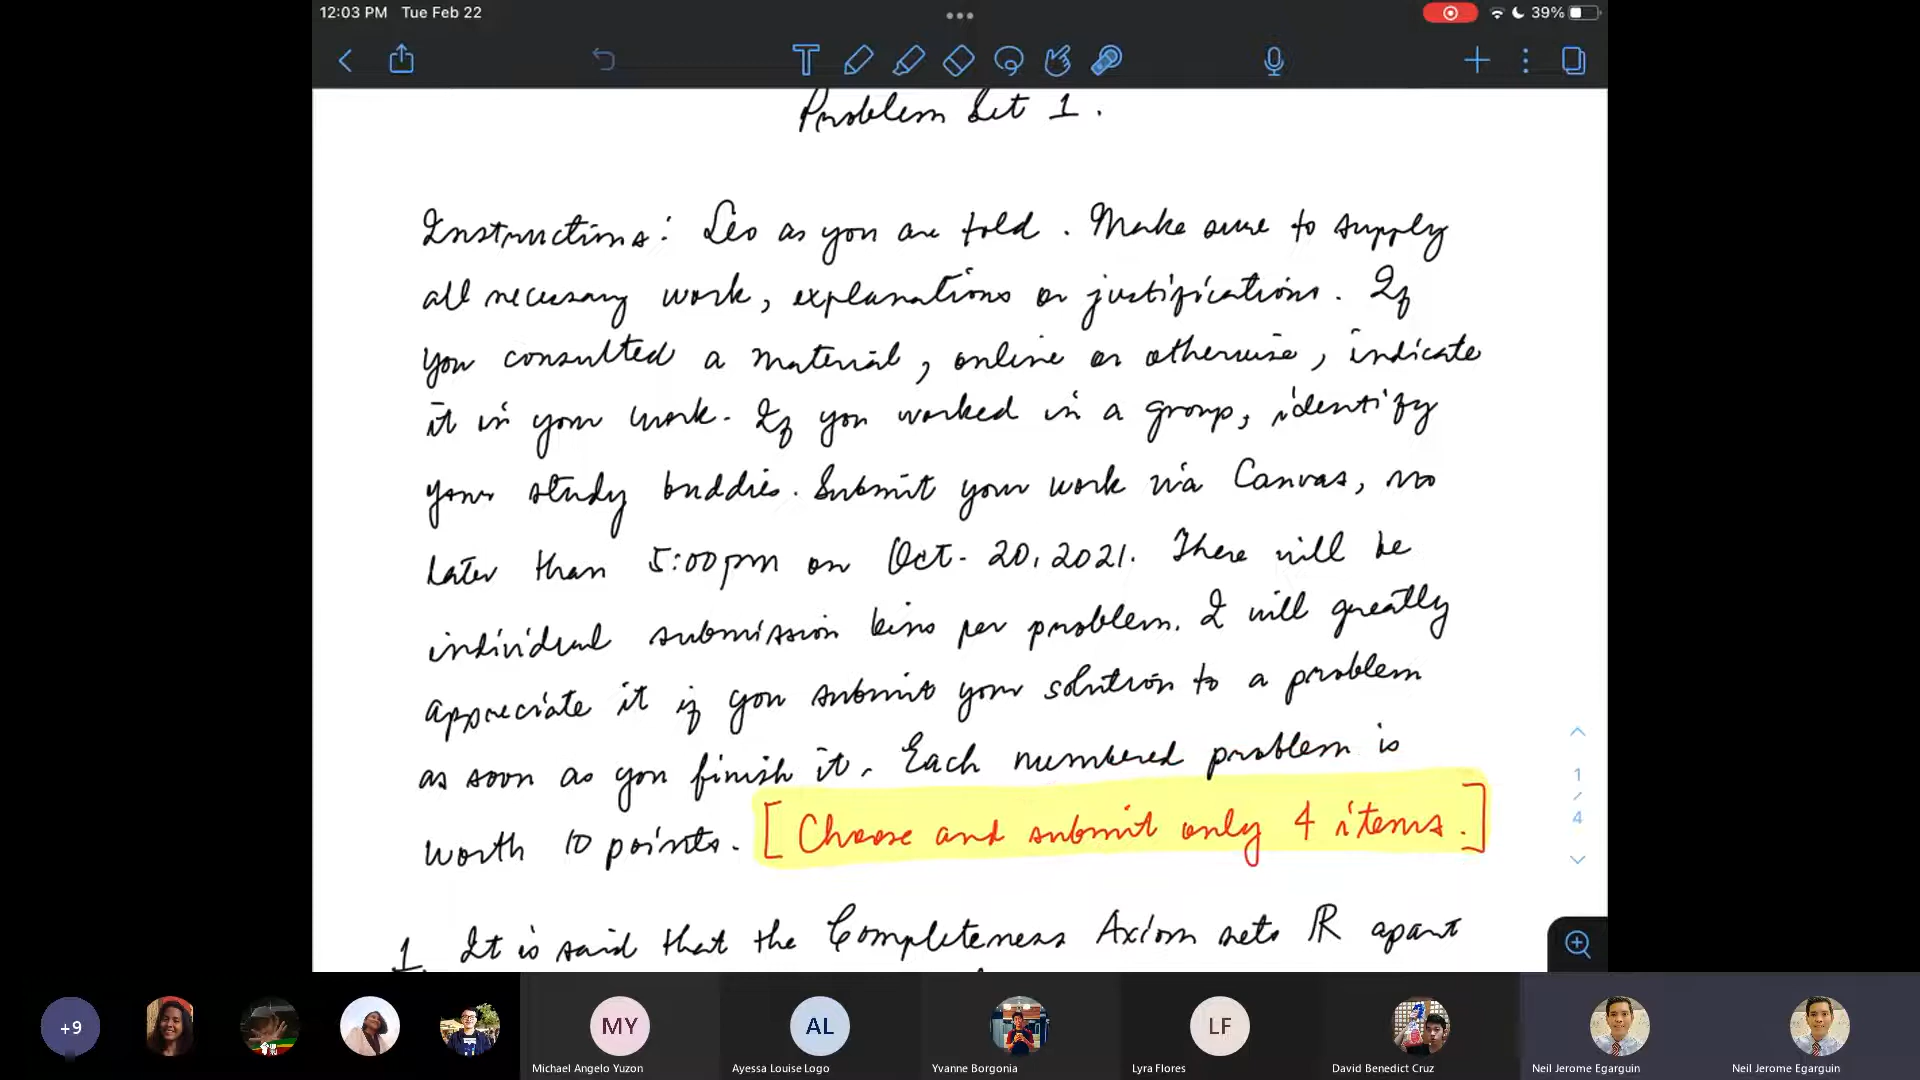 12:03 PM Tue Feb 22
39%
Problem Set 1.
Instructions: Do as you are told. Make sure to supply
all necessary work, explanations or justifications. If
you consulted a material, online or otherwise, indicate
it in your work. If you worked in a group, identify
your study buddies. Submit your work via Canvas, no
later than 5:00pm on Oct. 20, 2021. There will be
individual submission bins per problem. I will greatly
appreciate it if you submit your solution to a problem
as soon as you finish it. Each numbered problem is
worth 10 points. [Choose and submit only 4 items.]
1
/
4
1. It is said that the Completeness Axiom sets ℝ apart
+9
MY
AL
LF
Michael Angelo Yuzon
Ayessa Louise Logo
Yvanne Borgonia
Lyra Flores
David Benedict Cruz
Neil Jerome Egarguin
Neil Jerome Egarguin